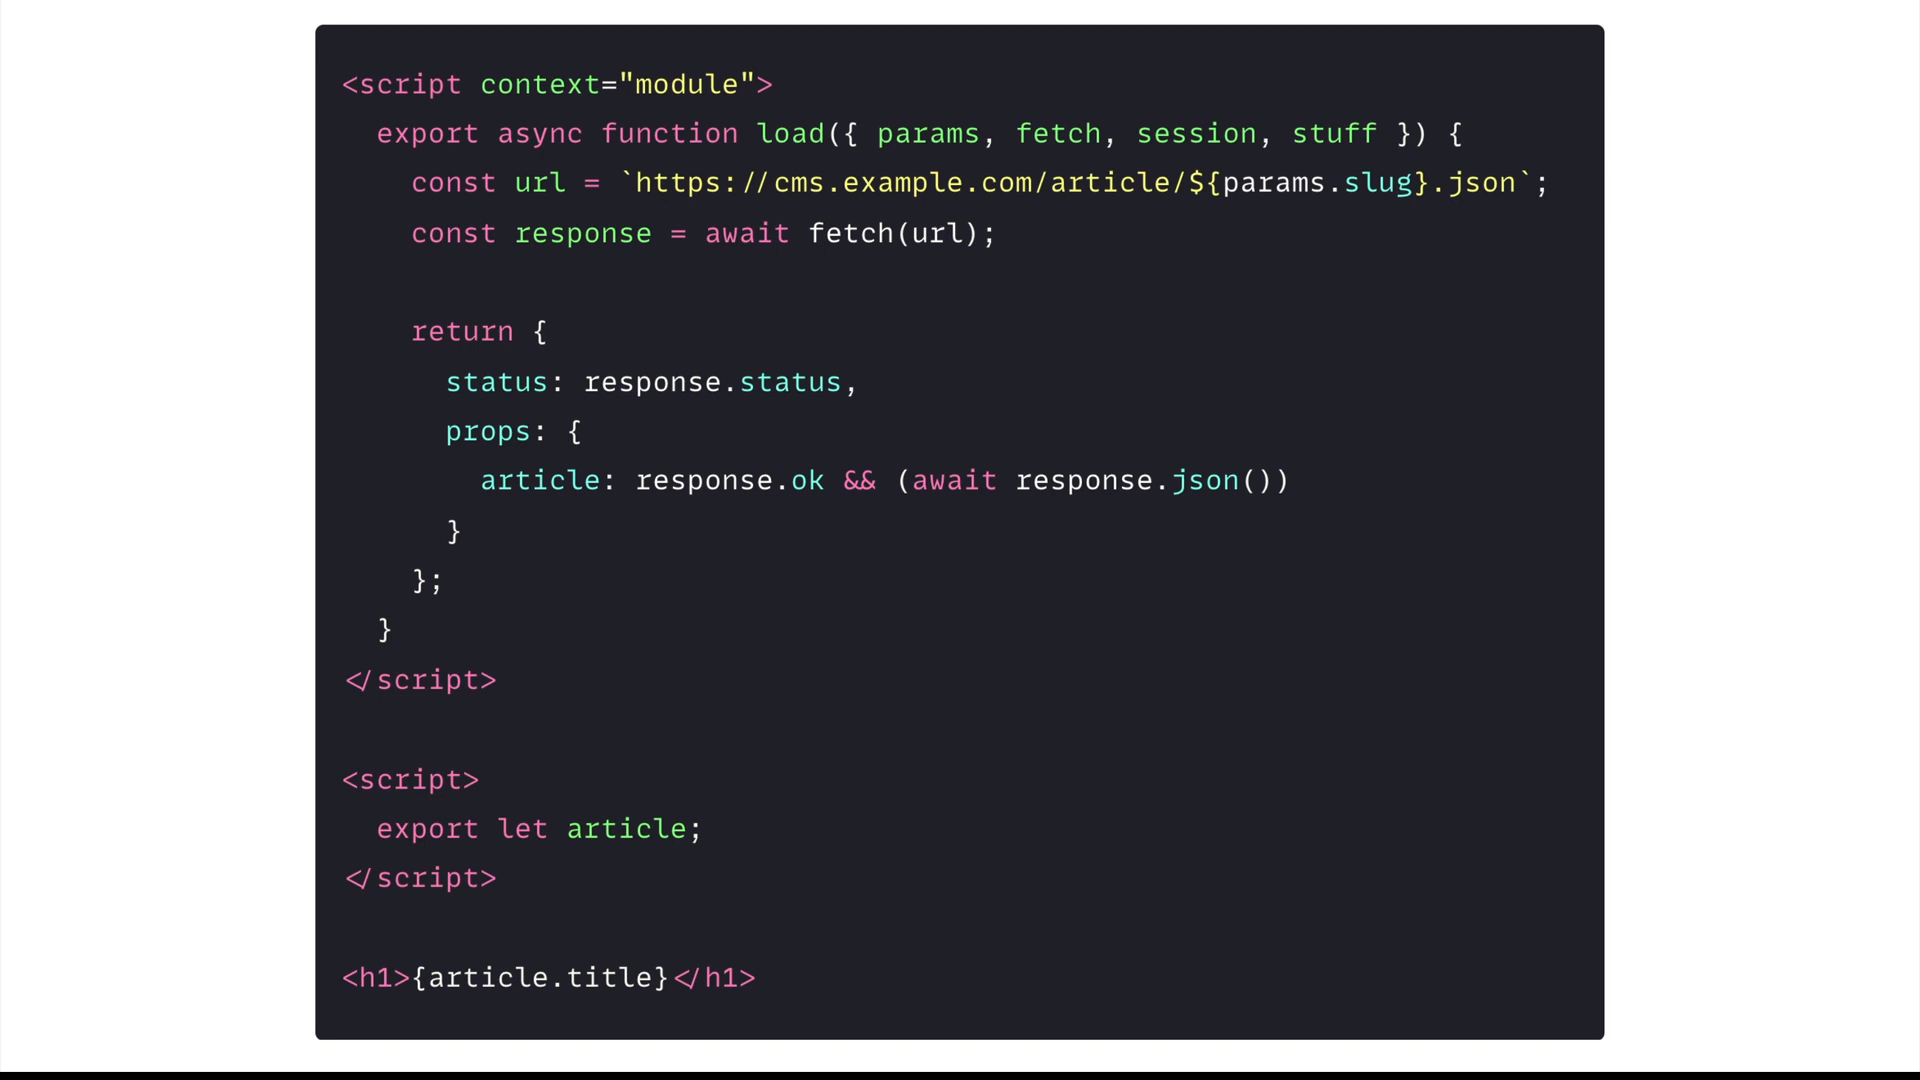 <script context="module">
export async function load({ params, fetch, session, stuff }) {
const url = `https://cms.example.com/article/${params.slug}.json`;
const response = await fetch(url);
return {
status: response.status,
props: {
article: response.ok && (await response.json())
}
};
}
</script>
<script>
export let article;
</script>
<h1>{article.title}</h1>